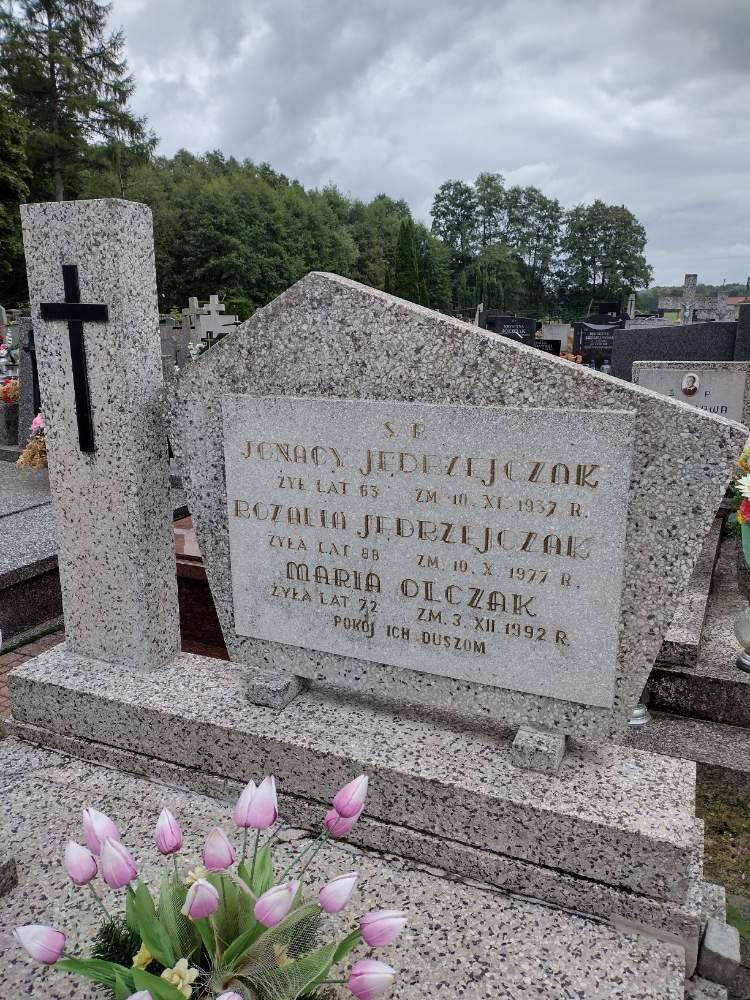 Ś. P.
IGNACY JĘDRZEJCZAK
ŻYŁ LAT 63 ZM. 10. XI. 1937 R.
ROZALIA JĘDRZEJCZAK
ŻYŁA LAT 88 ZM. 10. X 1977 R.
MARIA OLCZAK
ŻYŁA LAT 72 ZM. 3. XII 1992 R.
POKÓJ ICH DUSZOM